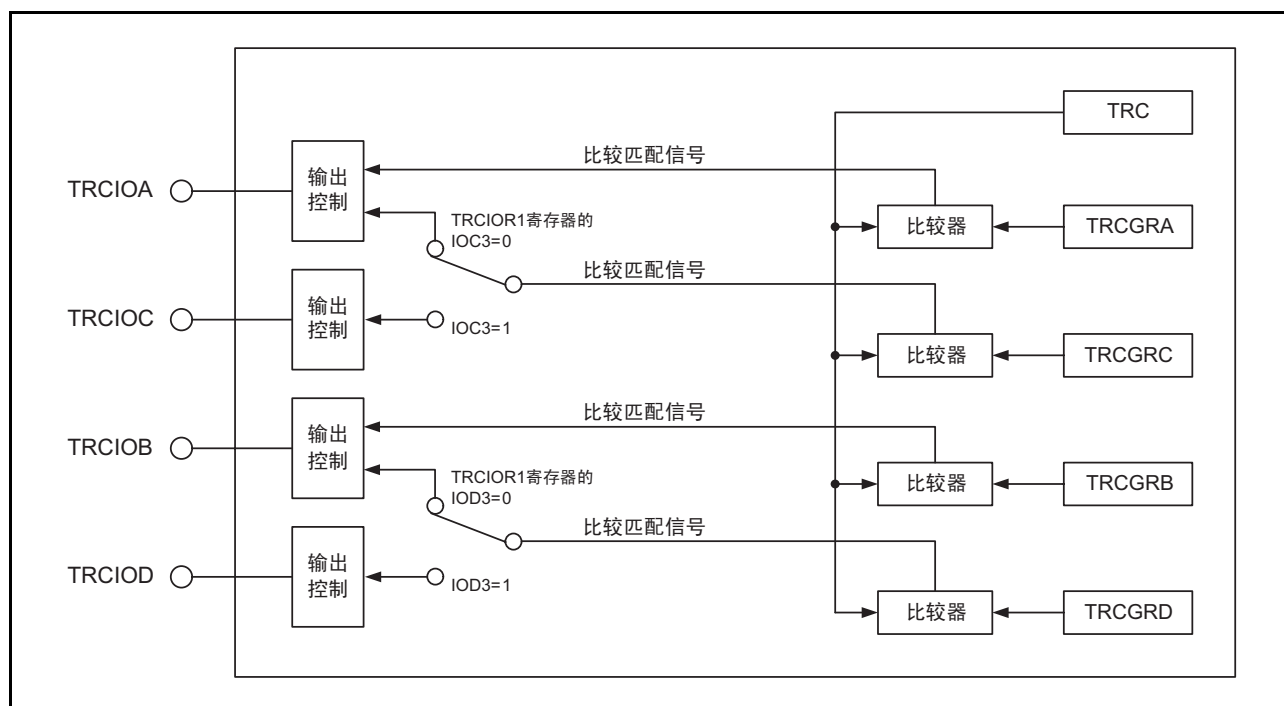 TRC
比较匹配信号
TRCIOA
输出
控制
TRCIOR1寄存器的
IOC3=0
比较器
TRCGRA
比较匹配信号
TRCIOC
输出
控制
IOC3=1
比较器
TRCGRC
比较匹配信号
TRCIOB
输出
控制
TRCIOR1寄存器的
IOD3=0
比较器
TRCGRB
比较匹配信号
TRCIOD
输出
控制
IOD3=1
比较器
TRCGRD